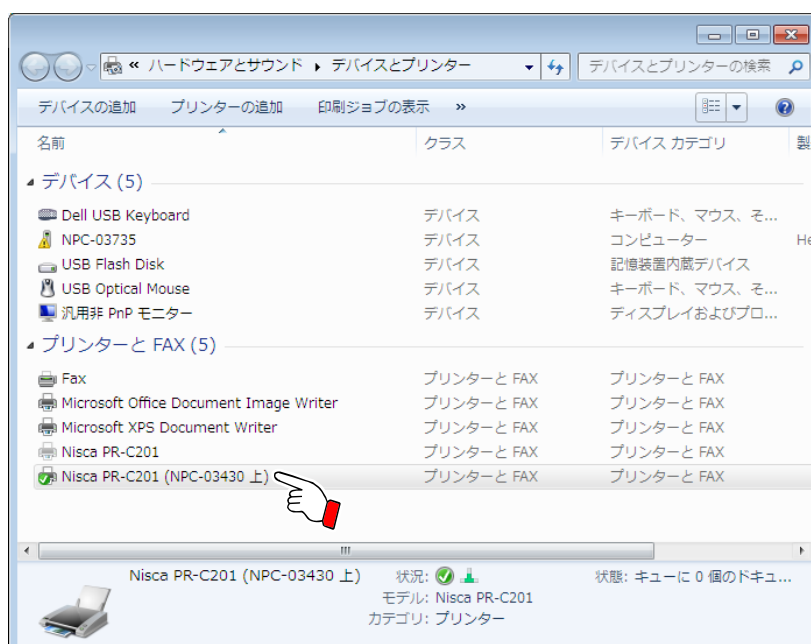 « ハードウェアとサウンド ▸ デバイスとプリンター デバイスとプリンターの検索
デバイスの追加 プリンターの追加 印刷ジョブの表示 »
名前 クラス デバイス カテゴリ 製
デバイス (5)
Dell USB Keyboard デバイス キーボード、マウス、そ...
NPC-03735 デバイス コンピューター He
USB Flash Disk デバイス 記憶装置内蔵デバイス
USB Optical Mouse デバイス キーボード、マウス、そ...
汎用非 PnP モニター デバイス ディスプレイおよびプロ...
プリンターと FAX (5)
Fax プリンターと FAX プリンターと FAX
Microsoft Office Document Image Writer プリンターと FAX プリンターと FAX
Microsoft XPS Document Writer プリンターと FAX プリンターと FAX
Nisca PR-C201 プリンターと FAX プリンターと FAX
Nisca PR-C201 (NPC-03430 上) プリンターと FAX プリンターと FAX
Nisca PR-C201 (NPC-03430 上) 状況: 状態: キューに 0 個のドキュ...
モデル: Nisca PR-C201
カテゴリ: プリンター